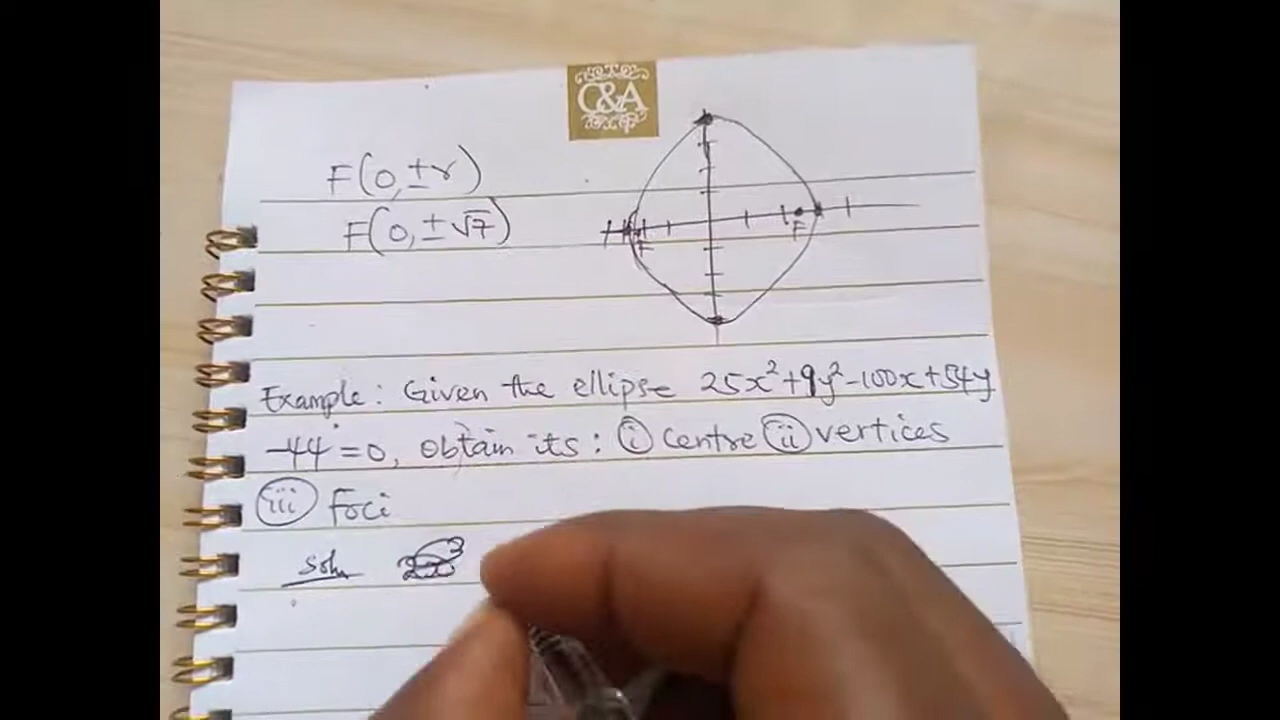 C&A
F(0, ±r)
F(0, ±√7)
F F
Example: Given the ellipse 25x²+9y²-100x+54y
-44=0, obtain its: (i) centre (ii) vertices
(iii) Foci
Soln